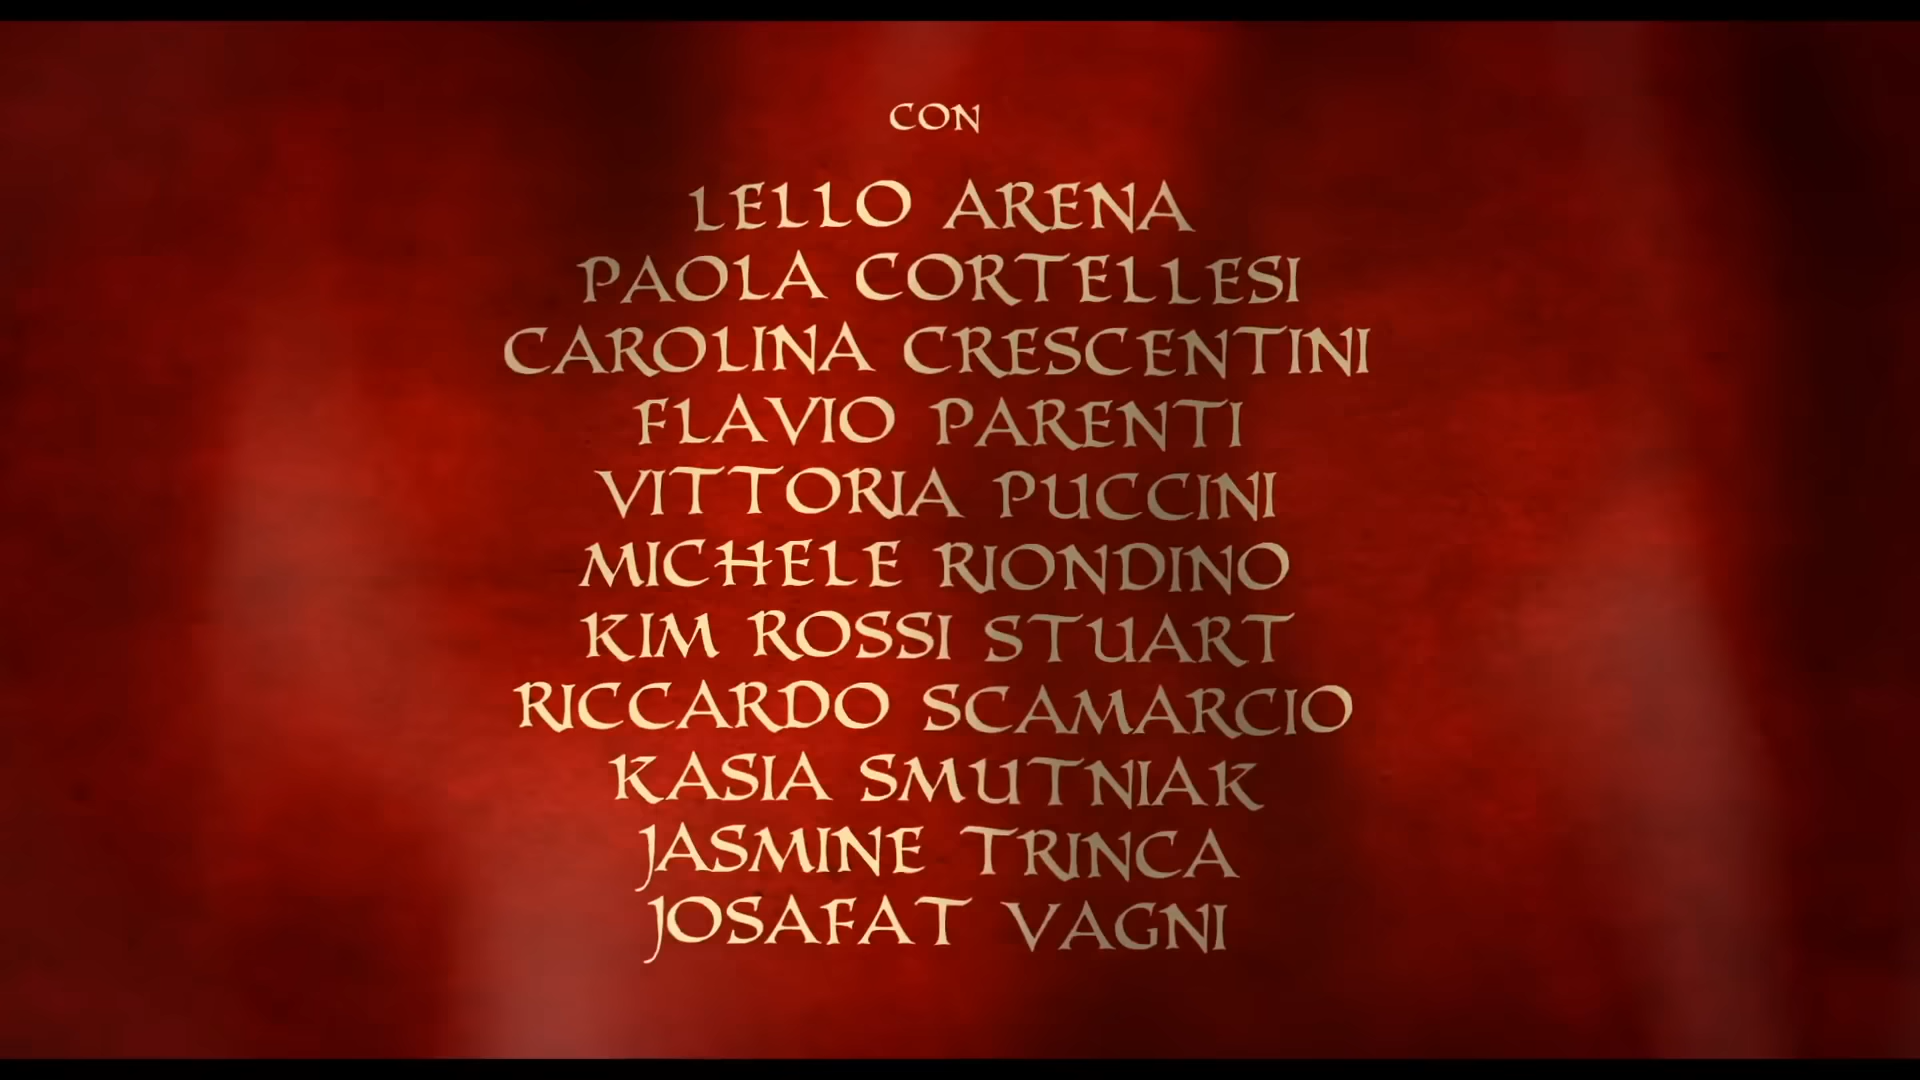 CON
LELLO ARENA
PAOLA CORTELLESI
CAROLINA CRESCENTINI
FLAVIO PARENTI
VITTORIA PUCCINI
MICHELE RIONDINO
KIM ROSSI STUART
RICCARDO SCAMARCIO
KASIA SMUTNIAK
JASMINE TRINCA
JOSAFAT VAGNI